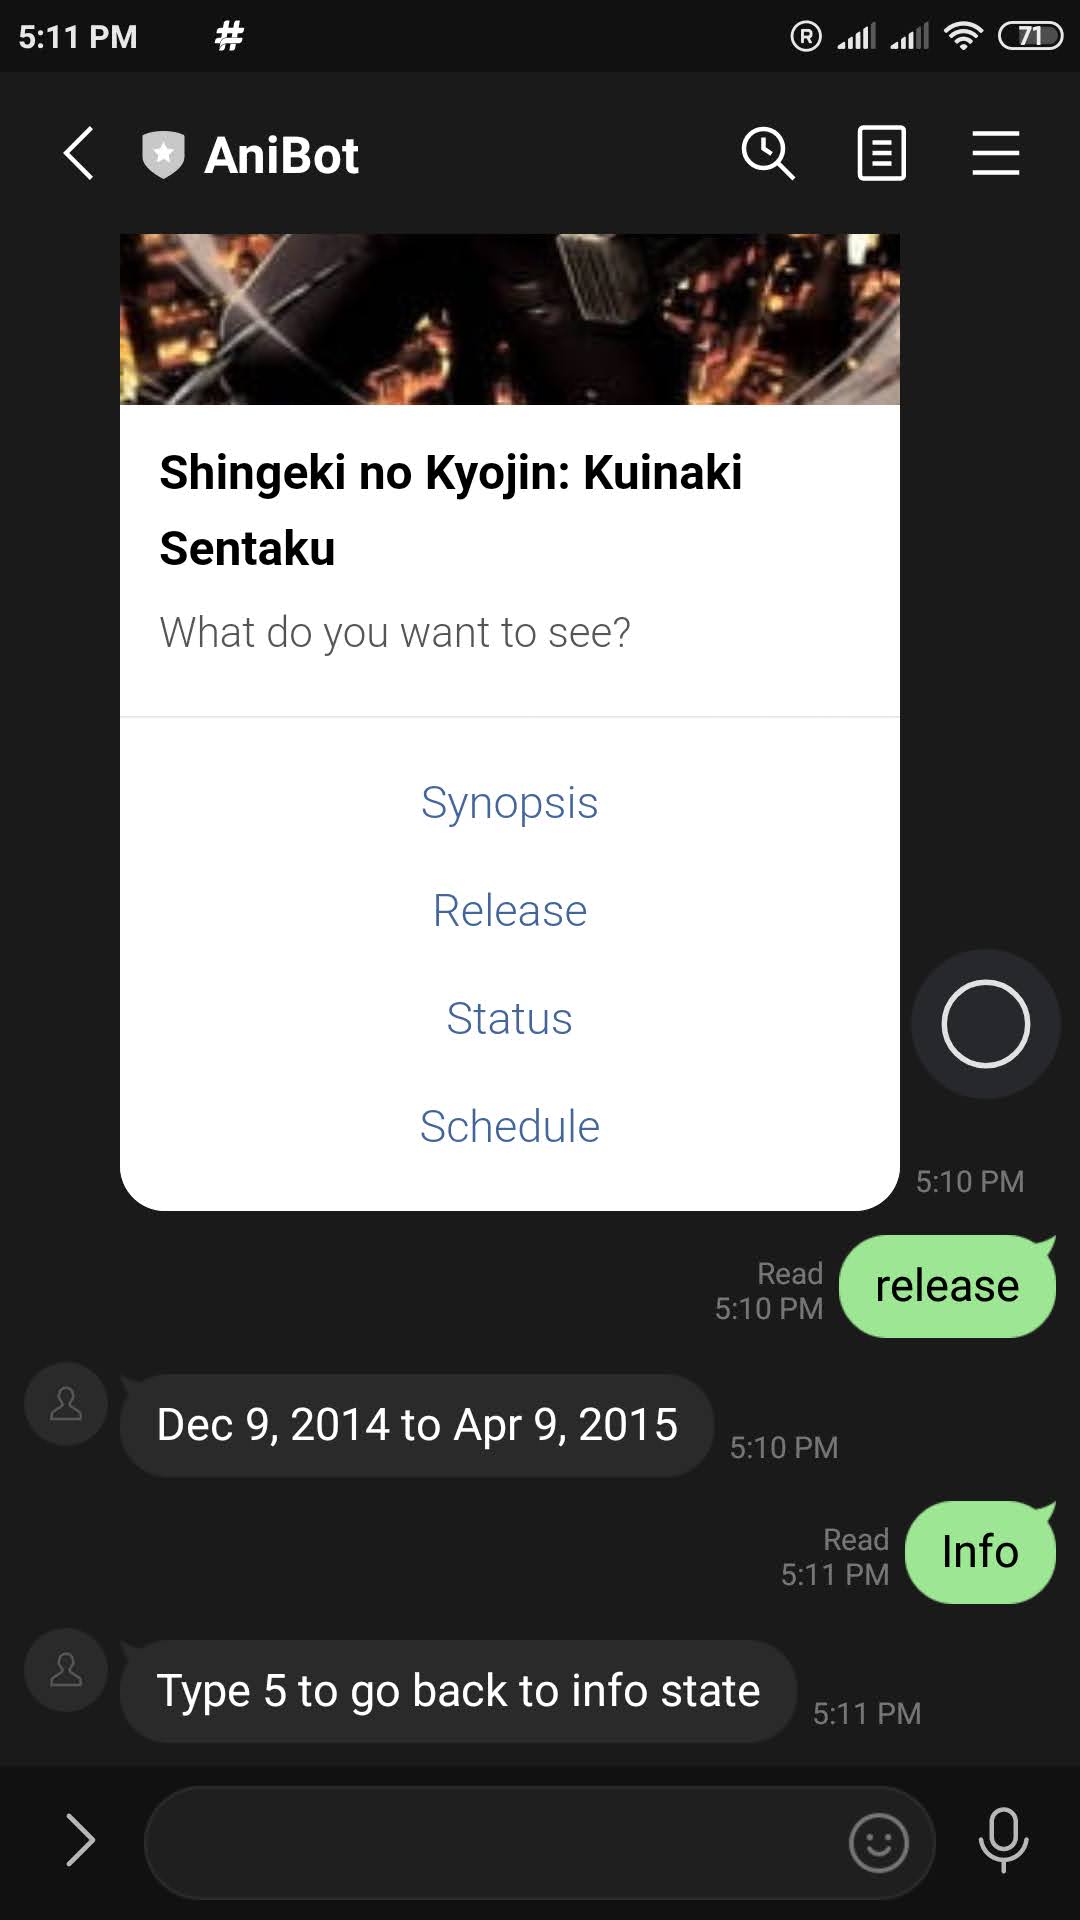 5:11 PM # R 71
AniBot
Shingeki no Kyojin: Kuinaki
Sentaku
What do you want to see?
Synopsis
Release
Status
Schedule
5:10 PM
Read
5:10 PM
release
Dec 9, 2014 to Apr 9, 2015
5:10 PM
Read
5:11 PM
Info
Type 5 to go back to info state
5:11 PM